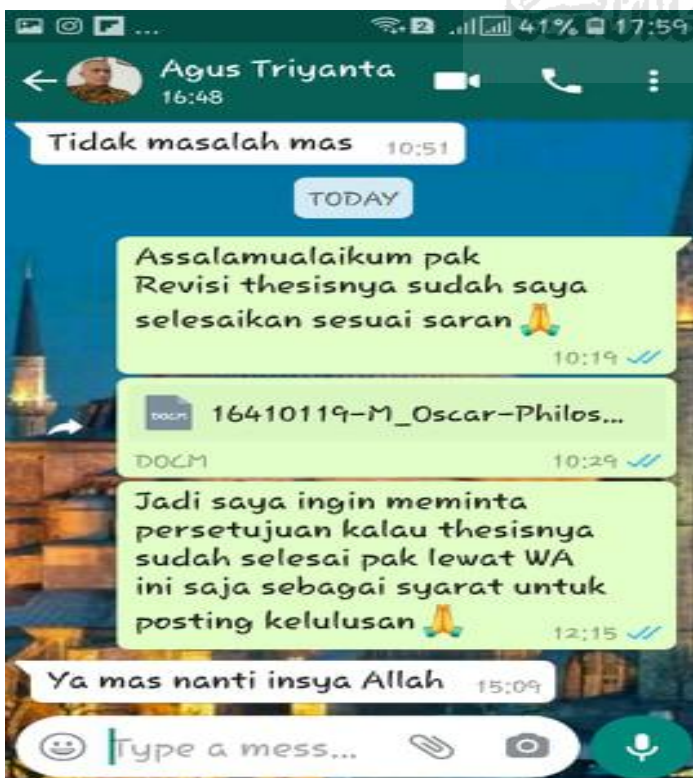 2 41% 17:59
Agus Triyanta
16:48
Tidak masalah mas 10:51
TODAY
Assalamualaikum pak
Revisi thesisnya sudah saya
selesaikan sesuai saran 🙏
10:19
DOCM 16410119-M_Oscar-Philos...
DOCM 10:29
Jadi saya ingin meminta
persetujuan kalau thesisnya
sudah selesai pak lewat WA
ini saja sebagai syarat untuk
posting kelulusan 🙏 12:15
Ya mas nanti insya Allah 15:09
Type a mess...